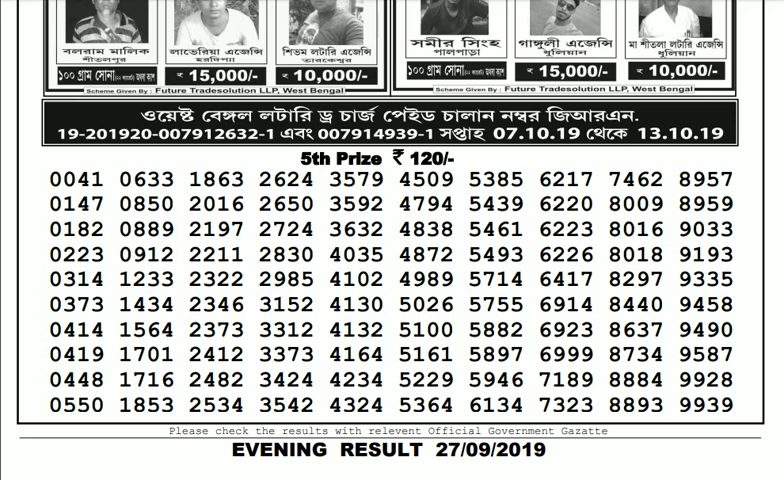 বলরাম মালিক
শীতলপুর
লাভেরিয়া এজেন্সি
হরদিপ্যা
শিভম লটারি এজেন্সি
তারকেশ্বর
সমীর সিংহ
পালপাড়া
গাঙ্গুলী এজেন্সি
ধুলিয়ান
মা শীতলা লটারি এজেন্সি
ধুলিয়ান
১০০ গ্রাম সোনা
₹ 15,000/-
₹ 10,000/-
১০০ গ্রাম সোনা
₹ 15,000/-
₹ 10,000/-
Scheme Given By : Future Tradesolution LLP, West Bengal
Scheme Given By : Future Tradesolution LLP, West Bengal
ওয়েষ্ট বেঙ্গল লটারি ড্র চার্জ পেইড চালান নম্বর জিআরএন.
19-201920-007912632-1 এবং 007914939-1 সপ্তাহ 07.10.19 থেকে 13.10.19
5th Prize ₹ 120/-
0041 0633 1863 2624 3579 4509 5385 6217 7462 8957
0147 0850 2016 2650 3592 4794 5439 6220 8009 8959
0182 0889 2197 2724 3632 4838 5461 6223 8016 9033
0223 0912 2211 2830 4035 4872 5493 6226 8018 9193
0314 1233 2322 2985 4102 4989 5714 6417 8297 9335
0373 1434 2346 3152 4130 5026 5755 6914 8440 9458
0414 1564 2373 3312 4132 5100 5882 6923 8637 9490
0419 1701 2412 3373 4164 5161 5897 6999 8734 9587
0448 1716 2482 3424 4234 5229 5946 7189 8884 9928
0550 1853 2534 3542 4324 5364 6134 7323 8893 9939
Please check the results with relevent Official Government Gazatte
EVENING RESULT 27/09/2019